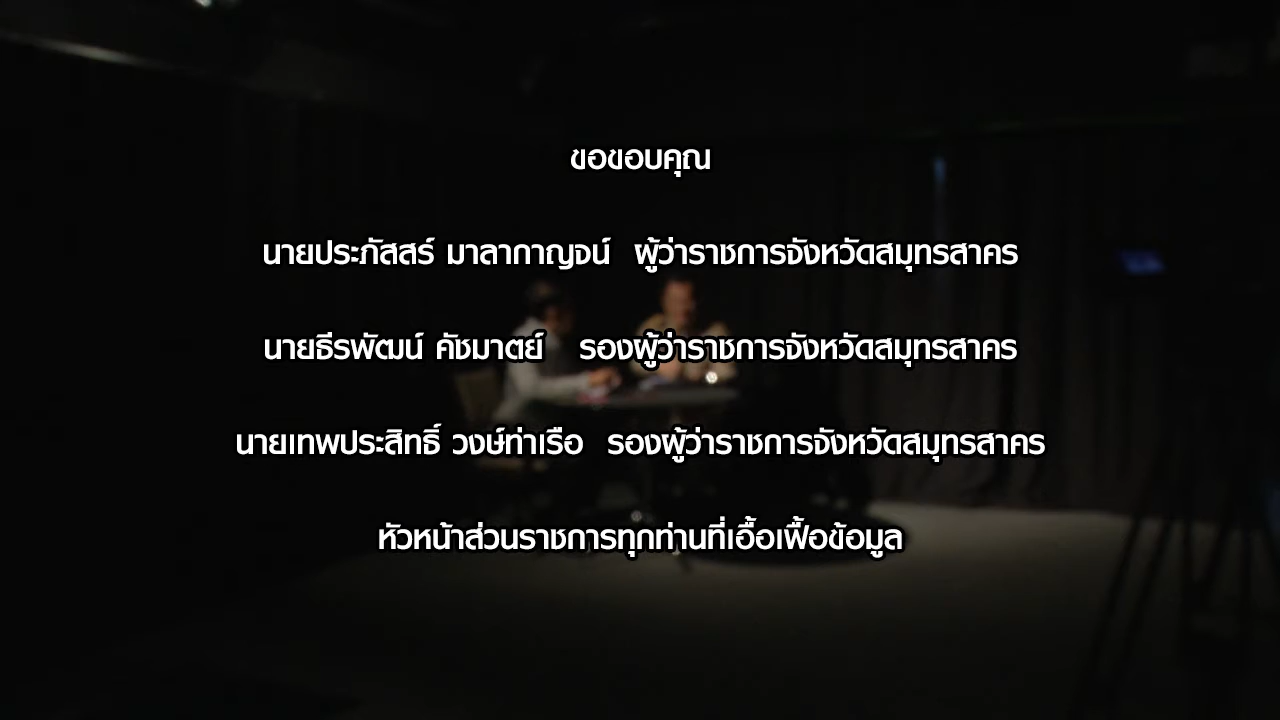 ขอขอบคุณ
นายประภัสสร์ มาลากาญจน์ ผู้ว่าราชการจังหวัดสมุทรสาคร
นายธีรพัฒน์ คัชมาตย์ รองผู้ว่าราชการจังหวัดสมุทรสาคร
นายเทพประสิทธิ์ วงษ์ท่าเรือ รองผู้ว่าราชการจังหวัดสมุทรสาคร
หัวหน้าส่วนราชการทุกท่านที่เอื้อเฟื้อข้อมูล